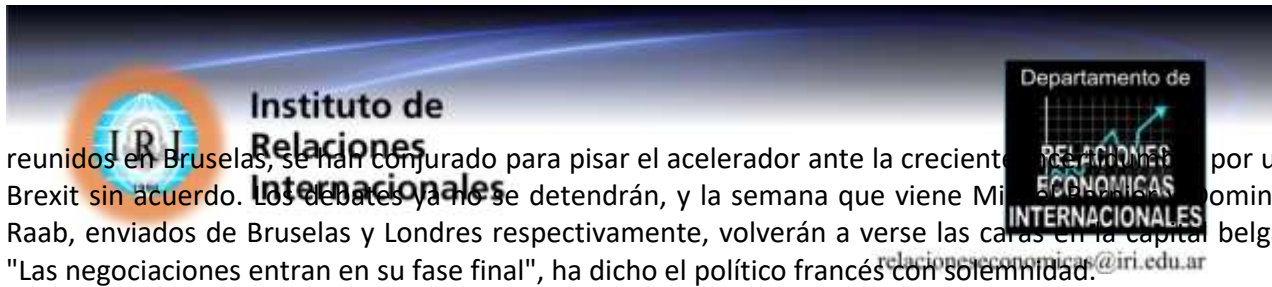 Departamento de
Instituto de
Relaciones
Internacionales
IRI
RELACIONES
ECONOMICAS
INTERNACIONALES
reunidos en Bruselas, se han conjurado para pisar el acelerador ante la creciente por
Brexit sin acuerdo. Los debates ya no se detendrán, y la semana que viene
Raab, enviados de Bruselas y Londres respectivamente, volverán a verse las caras en la capital
"Las negociaciones entran en su fase final", ha dicho el político francés con solemnidad.
relacioneseconomicas@iri.edu.ar